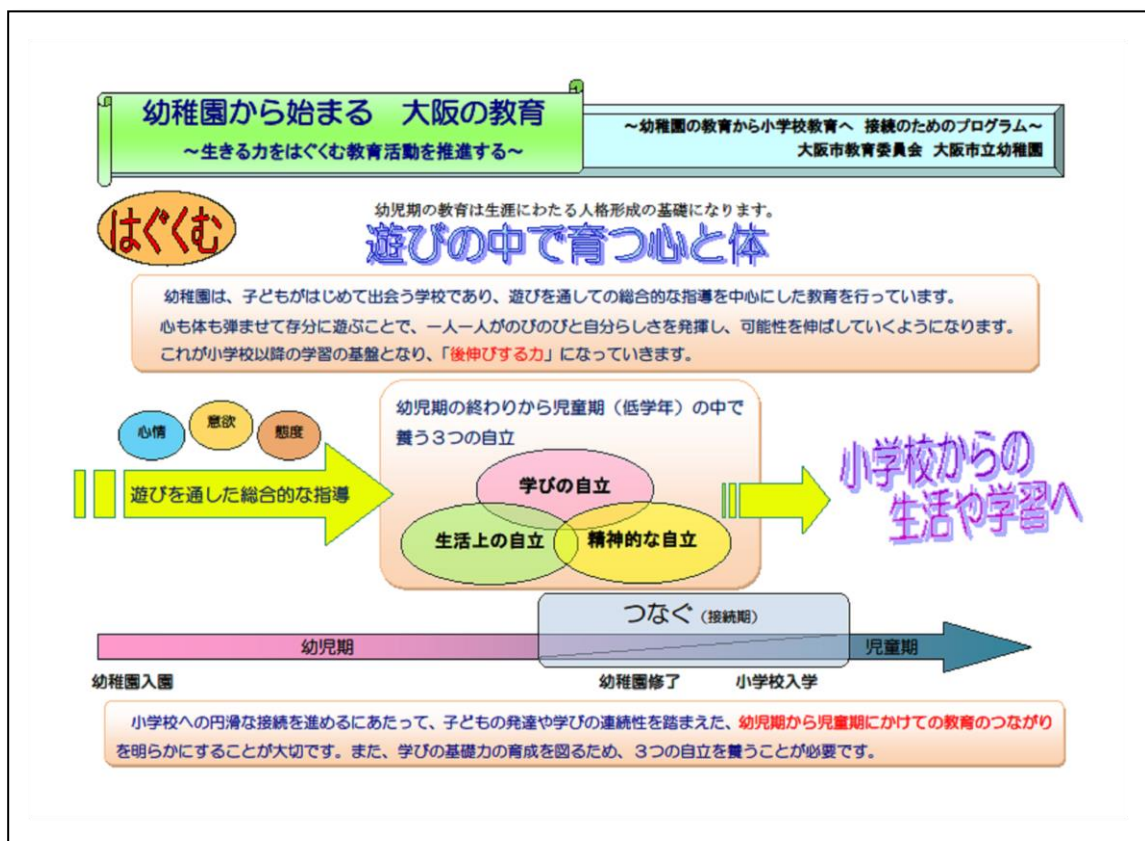 幼稚園から始まる　大阪の教育
～生きる力をはぐくむ教育活動を推進する～
～幼稚園の教育から小学校教育へ 接続のためのプログラム～
大阪市教育委員会 大阪市立幼稚園
はぐくむ
幼児期の教育は生涯にわたる人格形成の基礎になります。
遊びの中で育つ心と体
幼稚園は、子どもがはじめて出会う学校であり、遊びを通しての総合的な指導を中心にした教育を行っています。
心も体も弾ませて存分に遊ぶことで、一人一人がのびのびと自分らしさを発揮し、可能性を伸ばしていくようになります。
これが小学校以降の学習の基盤となり、「後伸びする力」になっていきます。
心情
意欲
態度
遊びを通した総合的な指導
幼児期の終わりから児童期（低学年）の中で
養う３つの自立
学びの自立
生活上の自立
精神的な自立
小学校からの
生活や学習へ
つなぐ（接続期）
幼児期
児童期
幼稚園入園
幼稚園修了
小学校入学
小学校への円滑な接続を進めるにあたって、子どもの発達や学びの連続性を踏まえた、幼児期から児童期にかけての教育のつながり
を明らかにすることが大切です。また、学びの基礎力の育成を図るため、３つの自立を養うことが必要です。